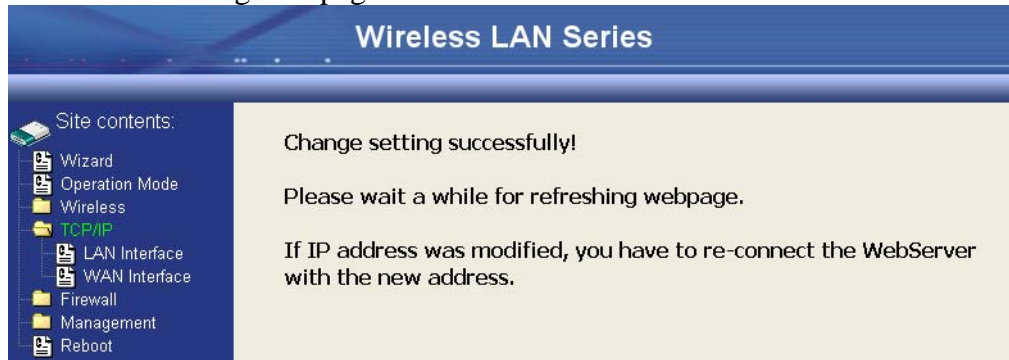 Wireless LAN Series
Site contents:
Wizard
Operation Mode
Wireless
TCP/IP
LAN Interface
WAN Interface
Firewall
Management
Reboot
Change setting successfully!
Please wait a while for refreshing webpage.
If IP address was modified, you have to re-connect the WebServer
with the new address.